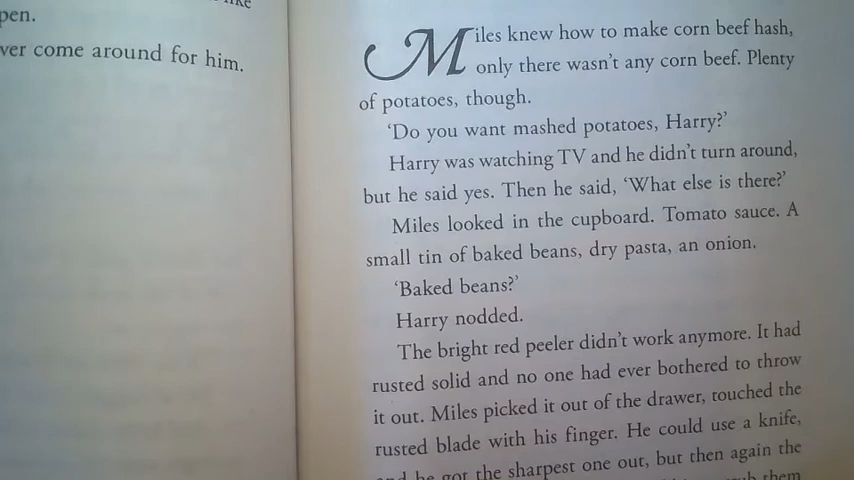 pen.
ver come around for him.
Miles knew how to make corn beef hash,
only there wasn't any corn beef. Plenty
of potatoes, though.
‘Do you want mashed potatoes, Harry?’
Harry was watching TV and he didn't turn around,
but he said yes. Then he said, ‘What else is there?’
Miles looked in the cupboard. Tomato sauce. A
small tin of baked beans, dry pasta, an onion.
‘Baked beans?’
Harry nodded.
The bright red peeler didn't work anymore. It had
rusted solid and no one had ever bothered to throw
it out. Miles picked it out of the drawer, touched the
rusted blade with his finger. He could use a knife,
and he got the sharpest one out, but then again the
them